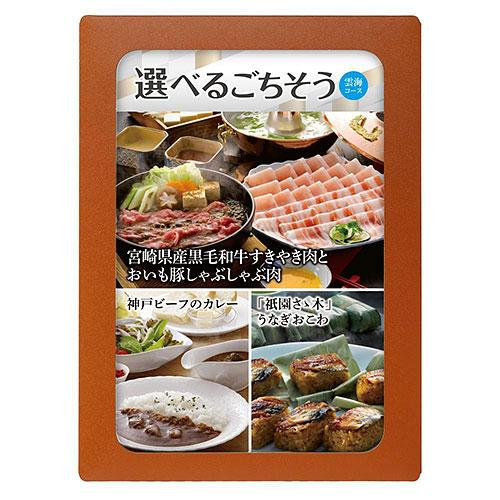 選べるごちそう
雲海
コース
宮崎県産黒毛和牛すきやき肉と
おいも豚しゃぶしゃぶ肉
神戸ビーフのカレー
「祇園さゝ木」
うなぎおこわ